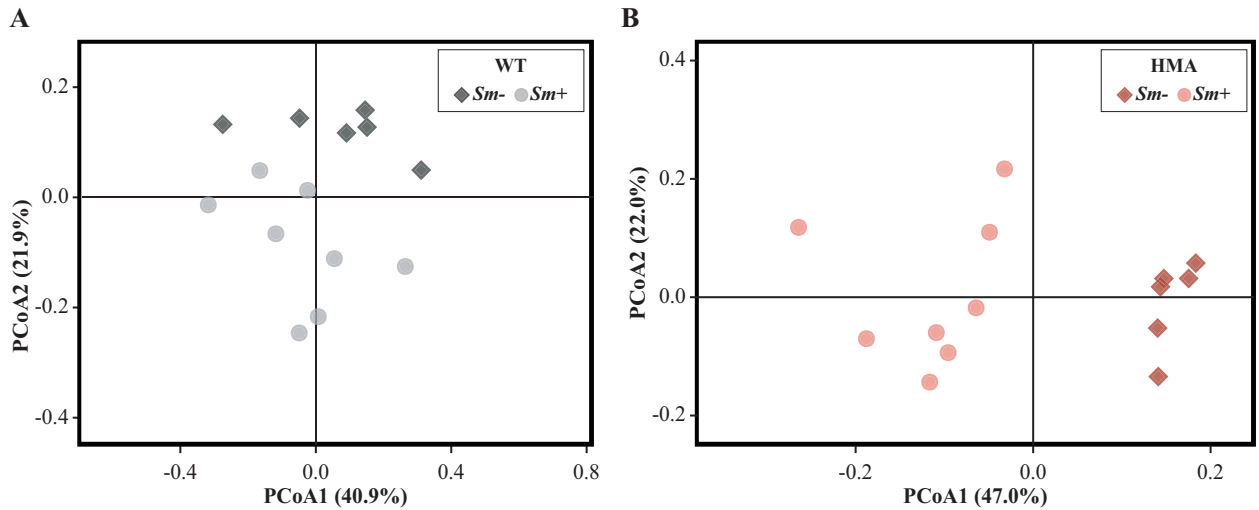 A
WT
Sm- Sm+
0.2
0.0
-0.2
-0.4
PCoA2 (21.9%)
-0.4 0.0 0.4 0.8
PCoA1 (40.9%)
B
HMA
Sm- Sm+
0.4
0.2
0.0
-0.2
PCoA2 (22.0%)
-0.2 0.0 0.2
PCoA1 (47.0%)